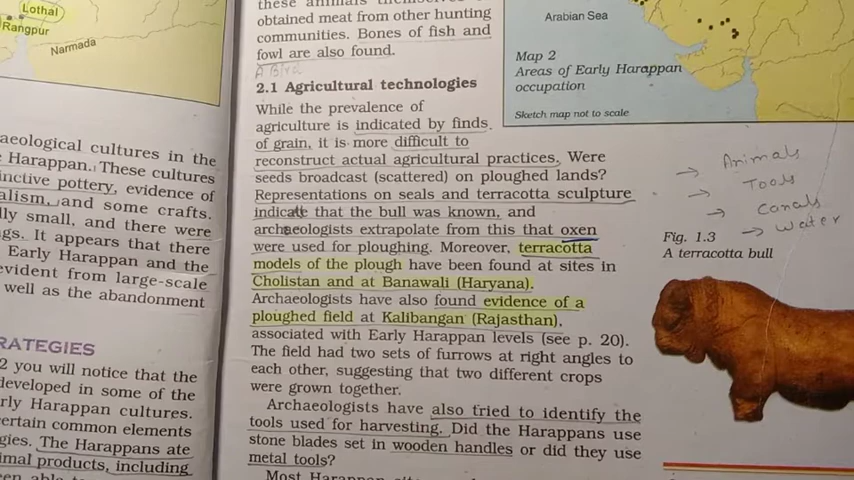 Lothal
Rangpur
Narmada
aeological cultures in the
Harappan. These cultures
inctive pottery, evidence of
alism, and some crafts.
lly small, and there were
gs. It appears that there
Early Harappan and the
evident from large-scale
well as the abandonment
RATEGIES
2 you will notice that the
developed in some of the
rly Harappan cultures.
ertain common elements
gies. The Harappans ate
imal products, including
these animals themselves or
obtained meat from other hunting
communities. Bones of fish and
fowl are also found.
A Bird
2.1 Agricultural technologies
While the prevalence of
agriculture is indicated by finds
of grain, it is more difficult to
reconstruct actual agricultural practices. Were
seeds broadcast (scattered) on ploughed lands?
Representations on seals and terracotta sculpture
indicate that the bull was known, and
archaeologists extrapolate from this that oxen
were used for ploughing. Moreover, terracotta
models of the plough have been found at sites in
Cholistan and at Banawali (Haryana).
Archaeologists have also found evidence of a
ploughed field at Kalibangan (Rajasthan),
associated with Early Harappan levels (see p. 20).
The field had two sets of furrows at right angles to
each other, suggesting that two different crops
were grown together.
Archaeologists have also tried to identify the
tools used for harvesting. Did the Harappans use
stone blades set in wooden handles or did they use
metal tools?
Most Harappan
Arabian Sea
Map 2
Areas of Early Harappan
occupation
Sketch map not to scale
→ Animals
→ Tools
→ Canals
→ water
Fig. 1.3
A terracotta bull